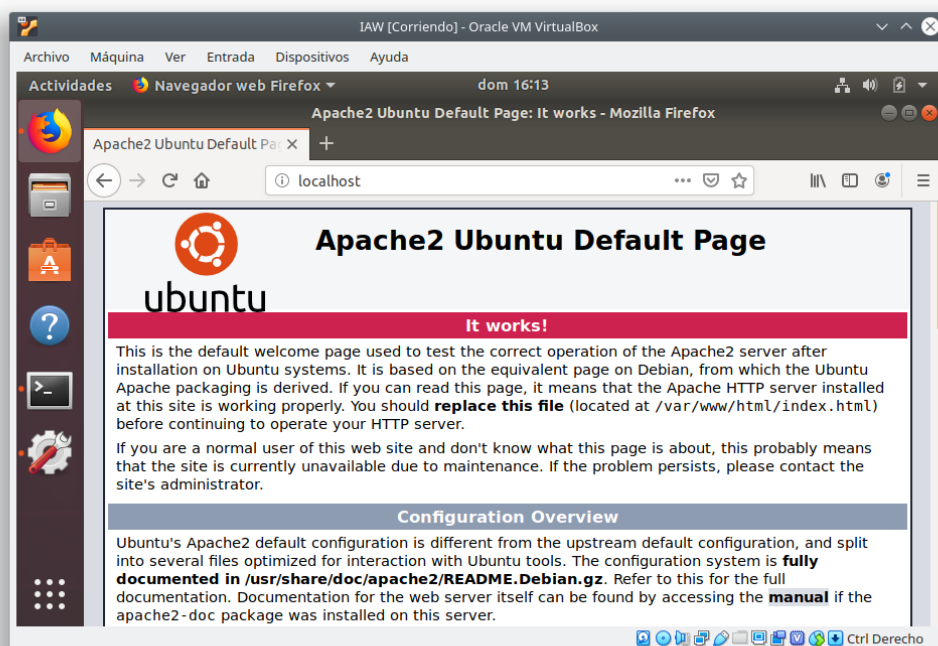 IAW [Corriendo] - Oracle VM VirtualBox
Archivo Máquina Ver Entrada Dispositivos Ayuda
Actividades Navegador web Firefox dom 16:13
Apache2 Ubuntu Default Page: It works - Mozilla Firefox
Apache2 Ubuntu Default Pa
localhost
ubuntu
Apache2 Ubuntu Default Page
It works!
This is the default welcome page used to test the correct operation of the Apache2 server after
installation on Ubuntu systems. It is based on the equivalent page on Debian, from which the Ubuntu
Apache packaging is derived. If you can read this page, it means that the Apache HTTP server installed
at this site is working properly. You should replace this file (located at /var/www/html/index.html)
before continuing to operate your HTTP server.
If you are a normal user of this web site and don't know what this page is about, this probably means
that the site is currently unavailable due to maintenance. If the problem persists, please contact the
site's administrator.
Configuration Overview
Ubuntu's Apache2 default configuration is different from the upstream default configuration, and split
into several files optimized for interaction with Ubuntu tools. The configuration system is fully
documented in /usr/share/doc/apache2/README.Debian.gz. Refer to this for the full
documentation. Documentation for the web server itself can be found by accessing the manual if the
apache2-doc package was installed on this server.
Ctrl Derecho